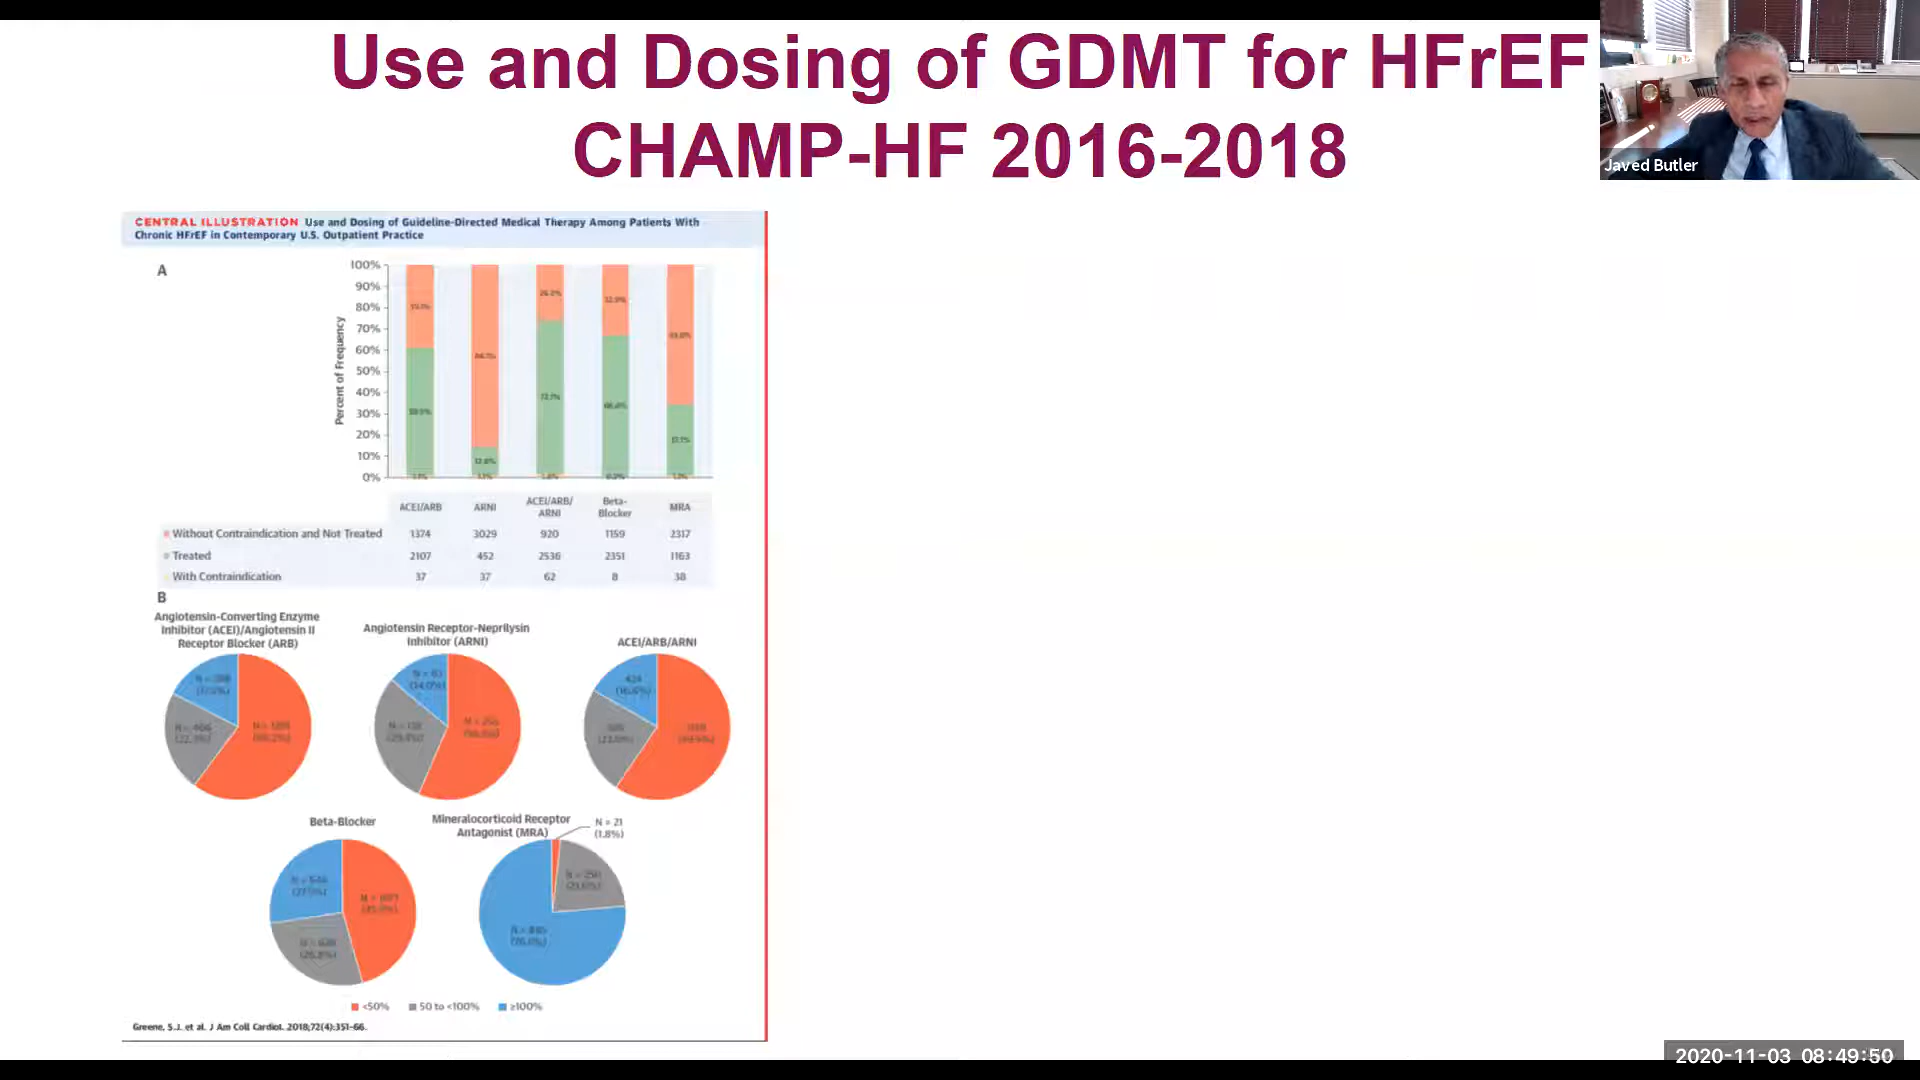 Use and Dosing of GDMT for HFrEF
CHAMP-HF 2016-2018
Javed Butler
CENTRAL ILLUSTRATION Use and Dosing of Guideline-Directed Medical Therapy Among Patients With
Chronic HFrEF in Contemporary U.S. Outpatient Practice
A
Percent of Frequency
100%
90%
80%
70%
60%
50%
40%
30%
20%
10%
0%
ACEI/ARB ARNI ACEI/ARB/ARNI Beta-Blocker MRA
Without Contraindication and Not Treated 1374 3029 920 1159 2317
Treated 2107 452 2536 2351 1163
With Contraindication 37 37 62 8 38
B
Angiotensin-Converting Enzyme
Inhibitor (ACEI)/Angiotensin II
Receptor Blocker (ARB)
Angiotensin Receptor-Neprilysin
Inhibitor (ARNI)
ACEI/ARB/ARNI
Beta-Blocker
Mineralocorticoid Receptor
Antagonist (MRA)
N = 21
(1.8%)
<50% 50 to <100% ≥100%
Greene, S.J. et al. J Am Coll Cardiol. 2018;72(4):351-66.
2020-11-03 08:49:50